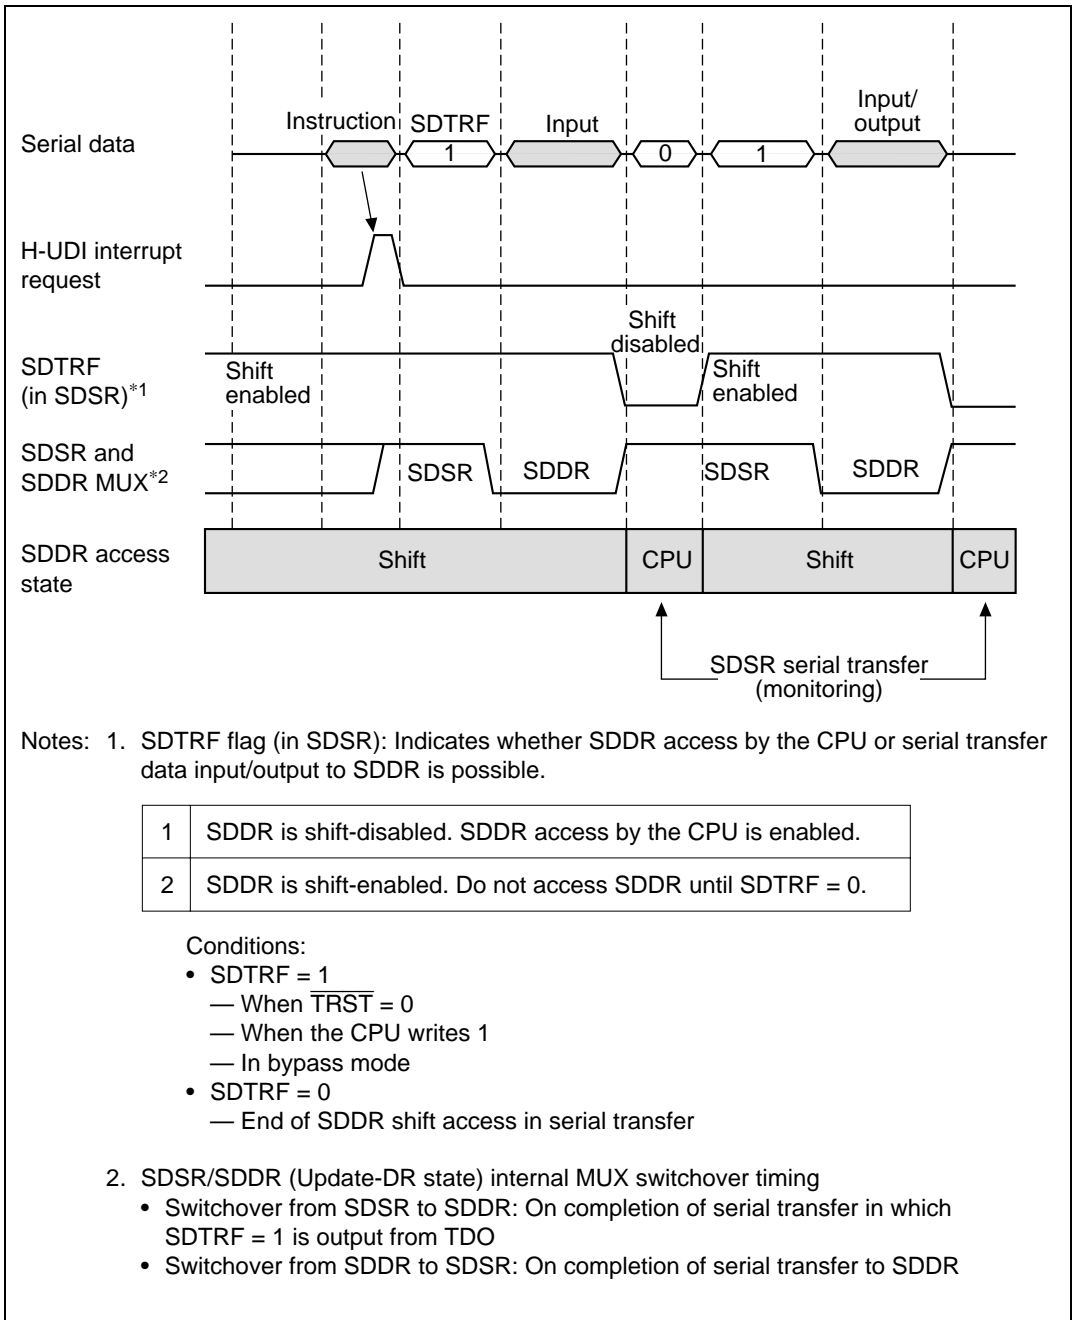 Instruction SDTRF Input Input/
output
Serial data 1 0 1
H-UDI interrupt
request
Shift
disabled
SDTRF
(in SDSR)*1
Shift
enabled
Shift
enabled
SDSR and
SDDR MUX*2
SDSR SDDR SDSR SDDR
SDDR access
state
Shift CPU Shift CPU
SDSR serial transfer
(monitoring)
Notes: 1. SDTRF flag (in SDSR): Indicates whether SDDR access by the CPU or serial transfer
data input/output to SDDR is possible.
1 SDDR is shift-disabled. SDDR access by the CPU is enabled.
2 SDDR is shift-enabled. Do not access SDDR until SDTRF = 0.
Conditions:
• SDTRF = 1
— When T̅R̅S̅T̅ = 0
— When the CPU writes 1
— In bypass mode
• SDTRF = 0
— End of SDDR shift access in serial transfer
2. SDSR/SDDR (Update-DR state) internal MUX switchover timing
• Switchover from SDSR to SDDR: On completion of serial transfer in which
SDTRF = 1 is output from TDO
• Switchover from SDDR to SDSR: On completion of serial transfer to SDDR